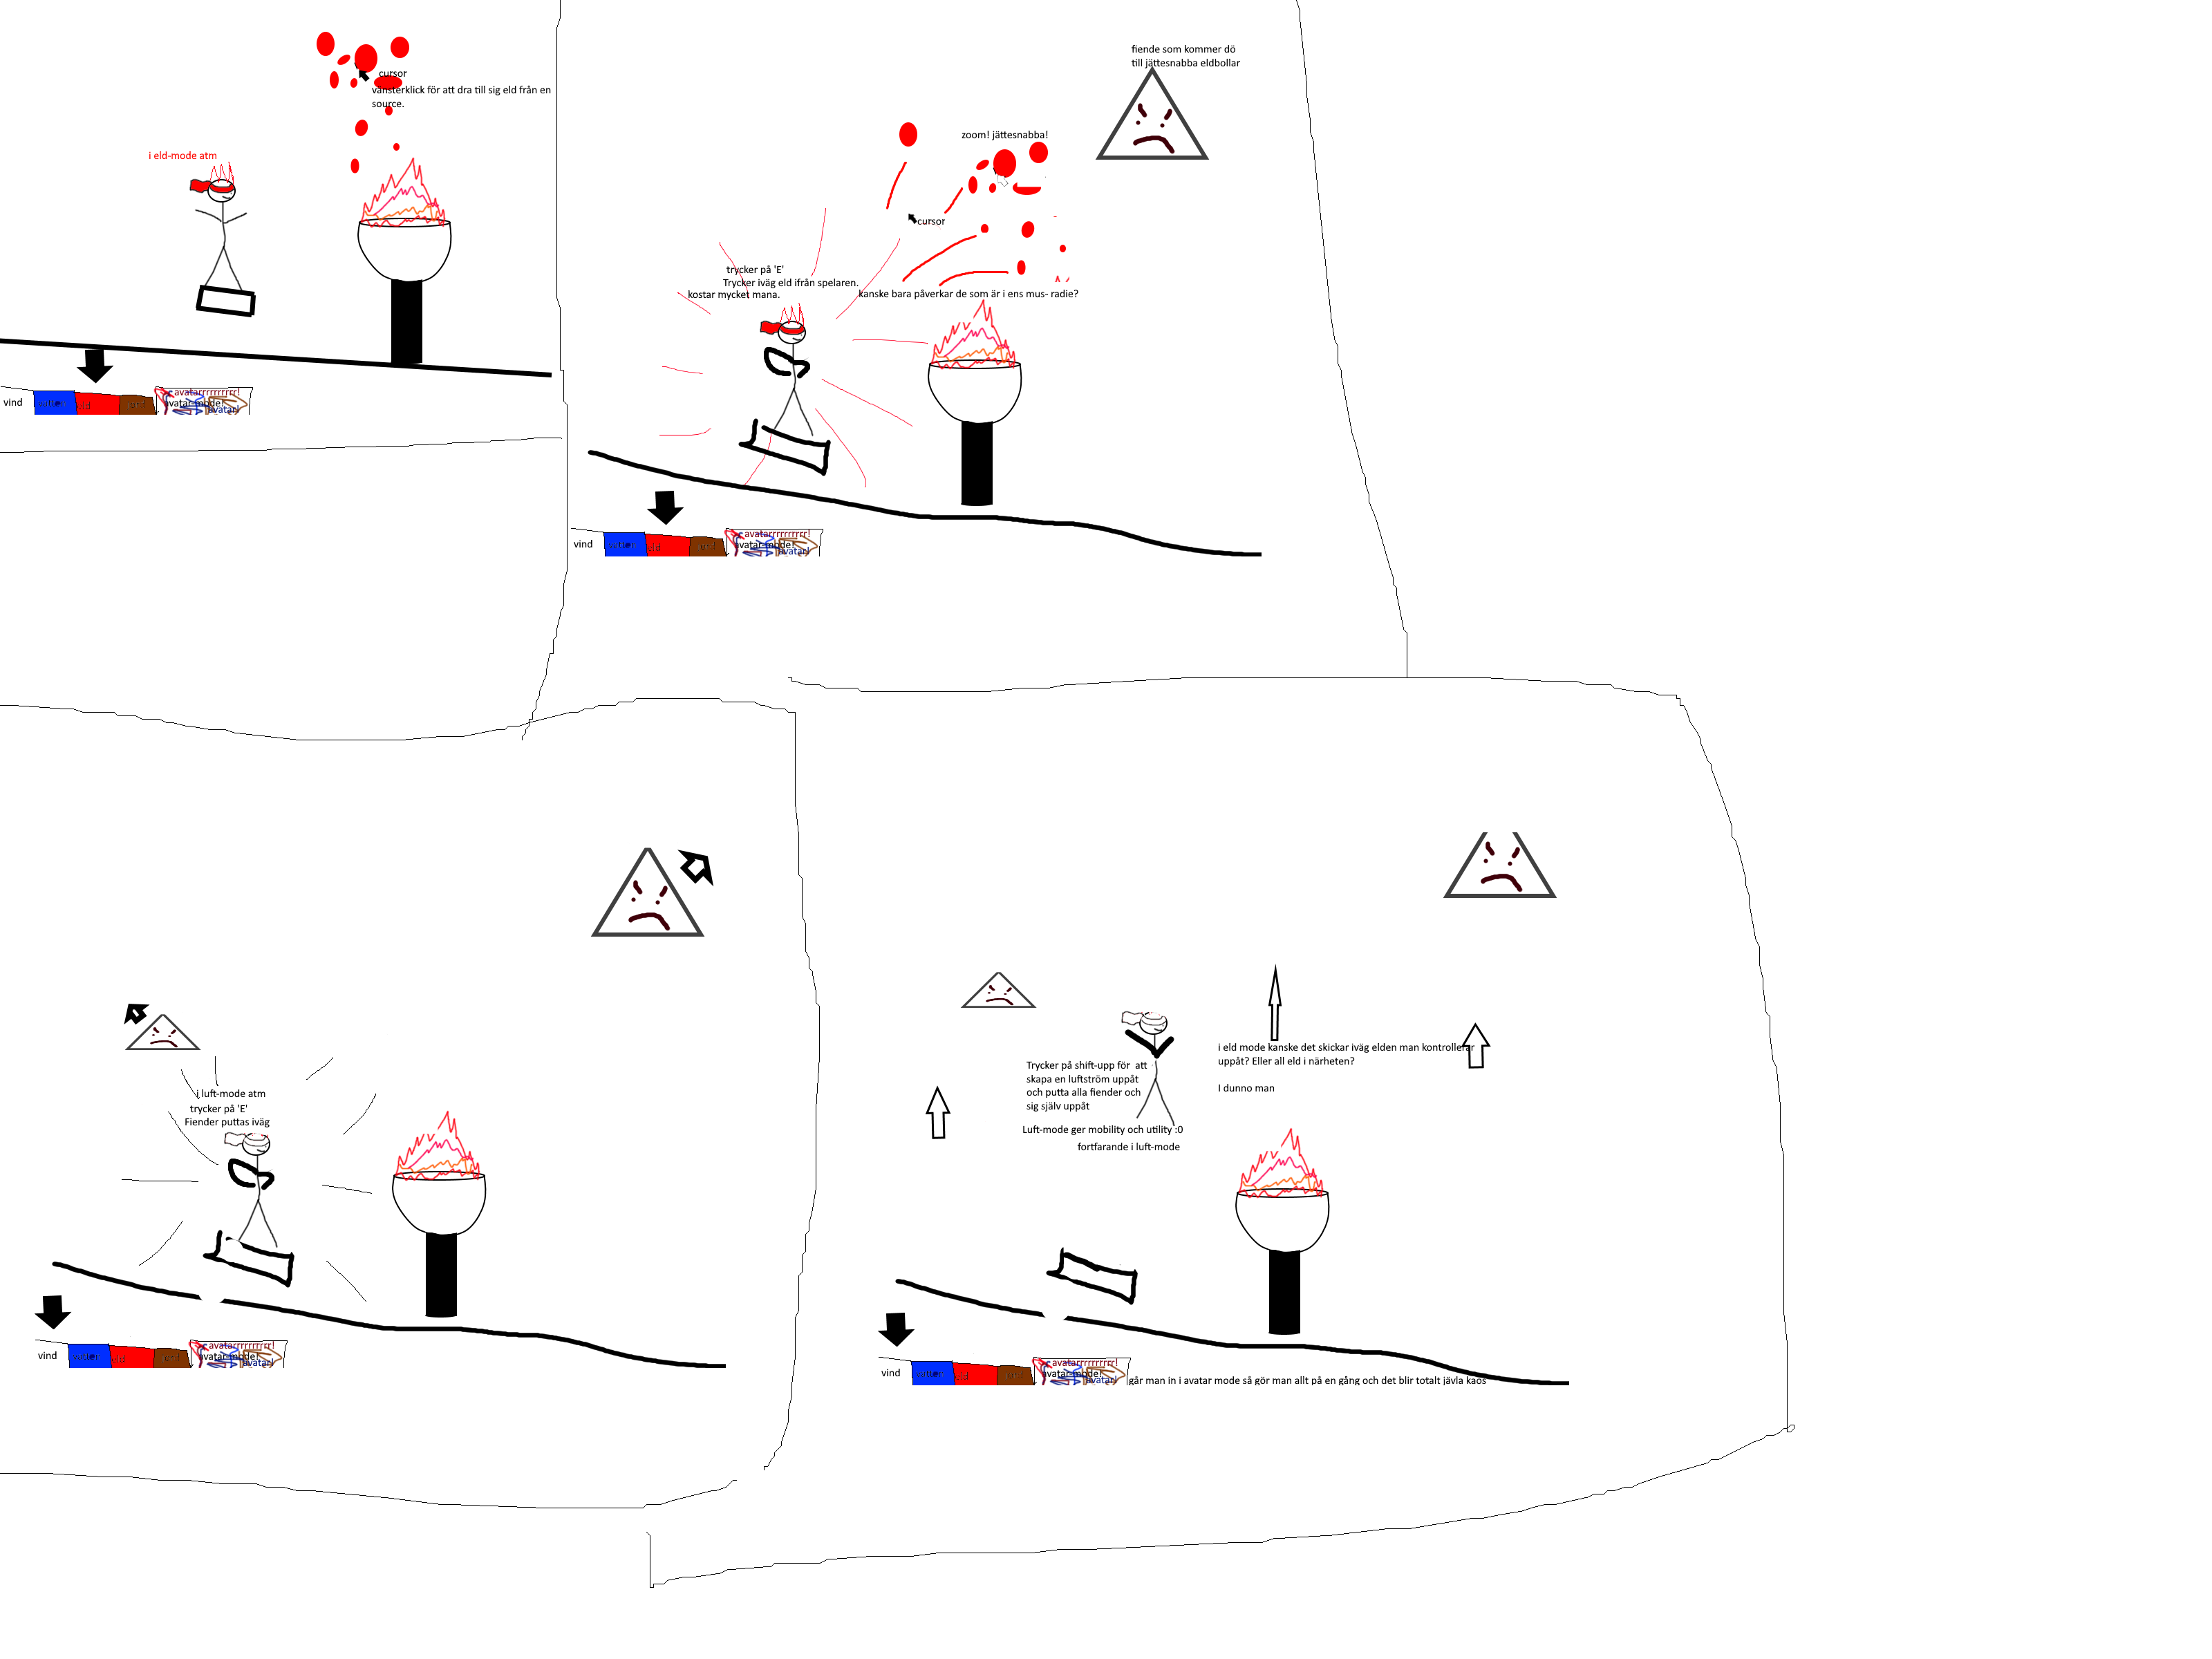 i eld-mode atm
cursor
vänsterklick för att dra till sig eld från en
source.
vind
vatten
eld
jord
avatarrrrrrrrr!
avatar mode!
avatar!
fiende som kommer dö
till jättesnabba eldbollar
zoom! jättesnabba!
cursor
trycker på 'E'
Trycker iväg eld ifrån spelaren.
kostar mycket mana.
kanske bara påverkar de som är i ens mus- radie?
vind
vatten
eld
jord
avatarrrrrrrrr!
avatar mode!
avatar!
i luft-mode atm
trycker på 'E'
Fiender puttas iväg
vind
vatten
eld
jord
avatarrrrrrrrr!
avatar mode!
avatar!
Trycker på shift-upp för att
skapa en luftström uppåt
och putta alla fiender och
sig själv uppåt
Luft-mode ger mobility och utility :0
fortfarande i luft-mode
i eld mode kanske det skickar iväg elden man kontrollerar
uppåt? Eller all eld i närheten?
I dunno man
vind
vatten
eld
jord
avatarrrrrrrrr!
avatar mode!
avatar!
går man in i avatar mode så gör man allt på en gång och det blir totalt jävla kaos